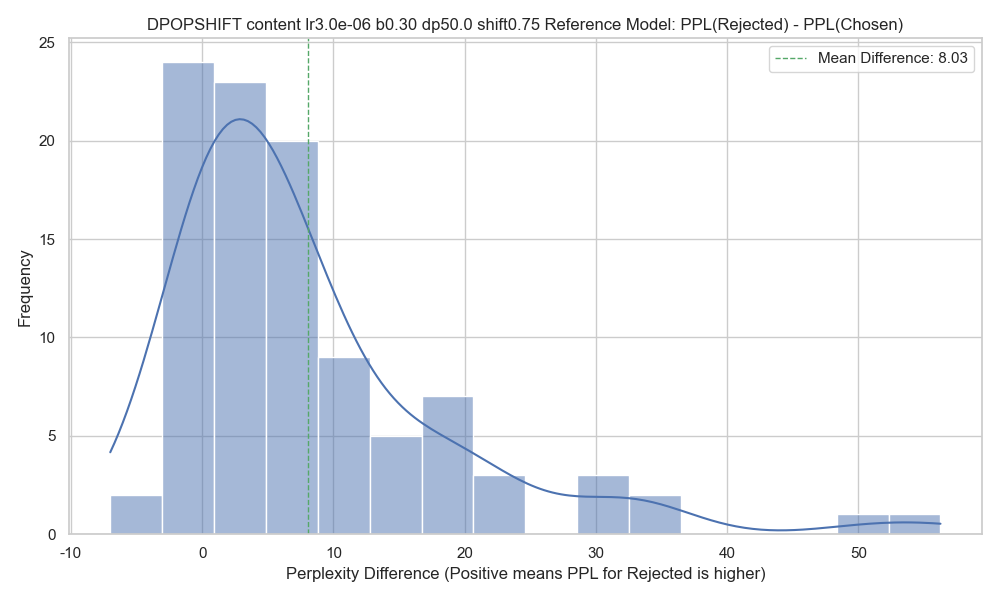 DPOPSHIFT content lr3.0e-06 b0.30 dp50.0 shift0.75 Reference Model: PPL(Rejected) - PPL(Chosen)
Mean Difference: 8.03
25
20
15
10
5
0
Frequency
-10 0 10 20 30 40 50
Perplexity Difference (Positive means PPL for Rejected is higher)